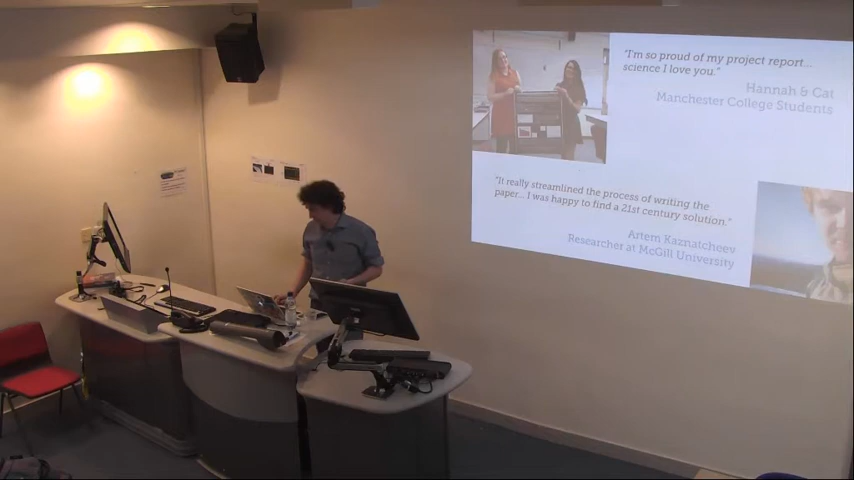 "I'm so proud of my project report...
science I love you."
Hannah & Cat
Manchester College Students
"It really streamlined the process of writing the
paper... I was happy to find a 21st century solution."
Artem Kaznatcheev
Researcher at McGill University